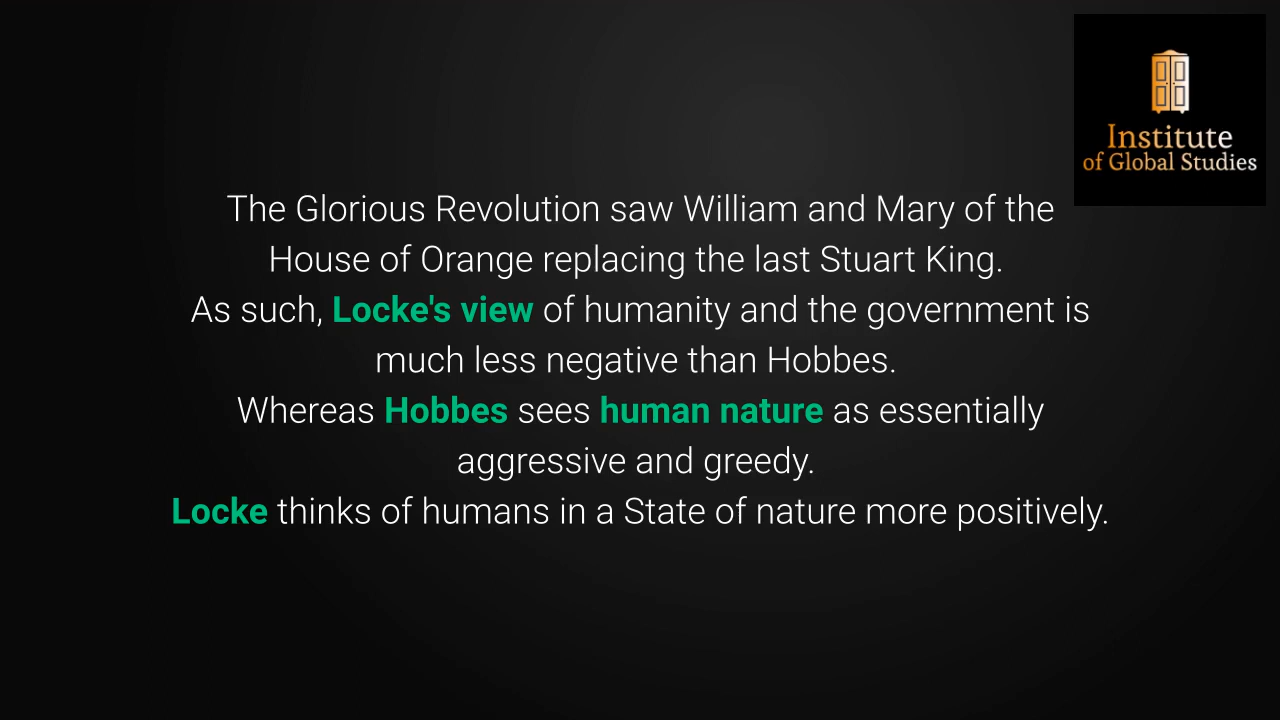 Institute
of Global Studies
The Glorious Revolution saw William and Mary of the
House of Orange replacing the last Stuart King.
As such, Locke's view of humanity and the government is
much less negative than Hobbes.
Whereas Hobbes sees human nature as essentially
aggressive and greedy.
Locke thinks of humans in a State of nature more positively.